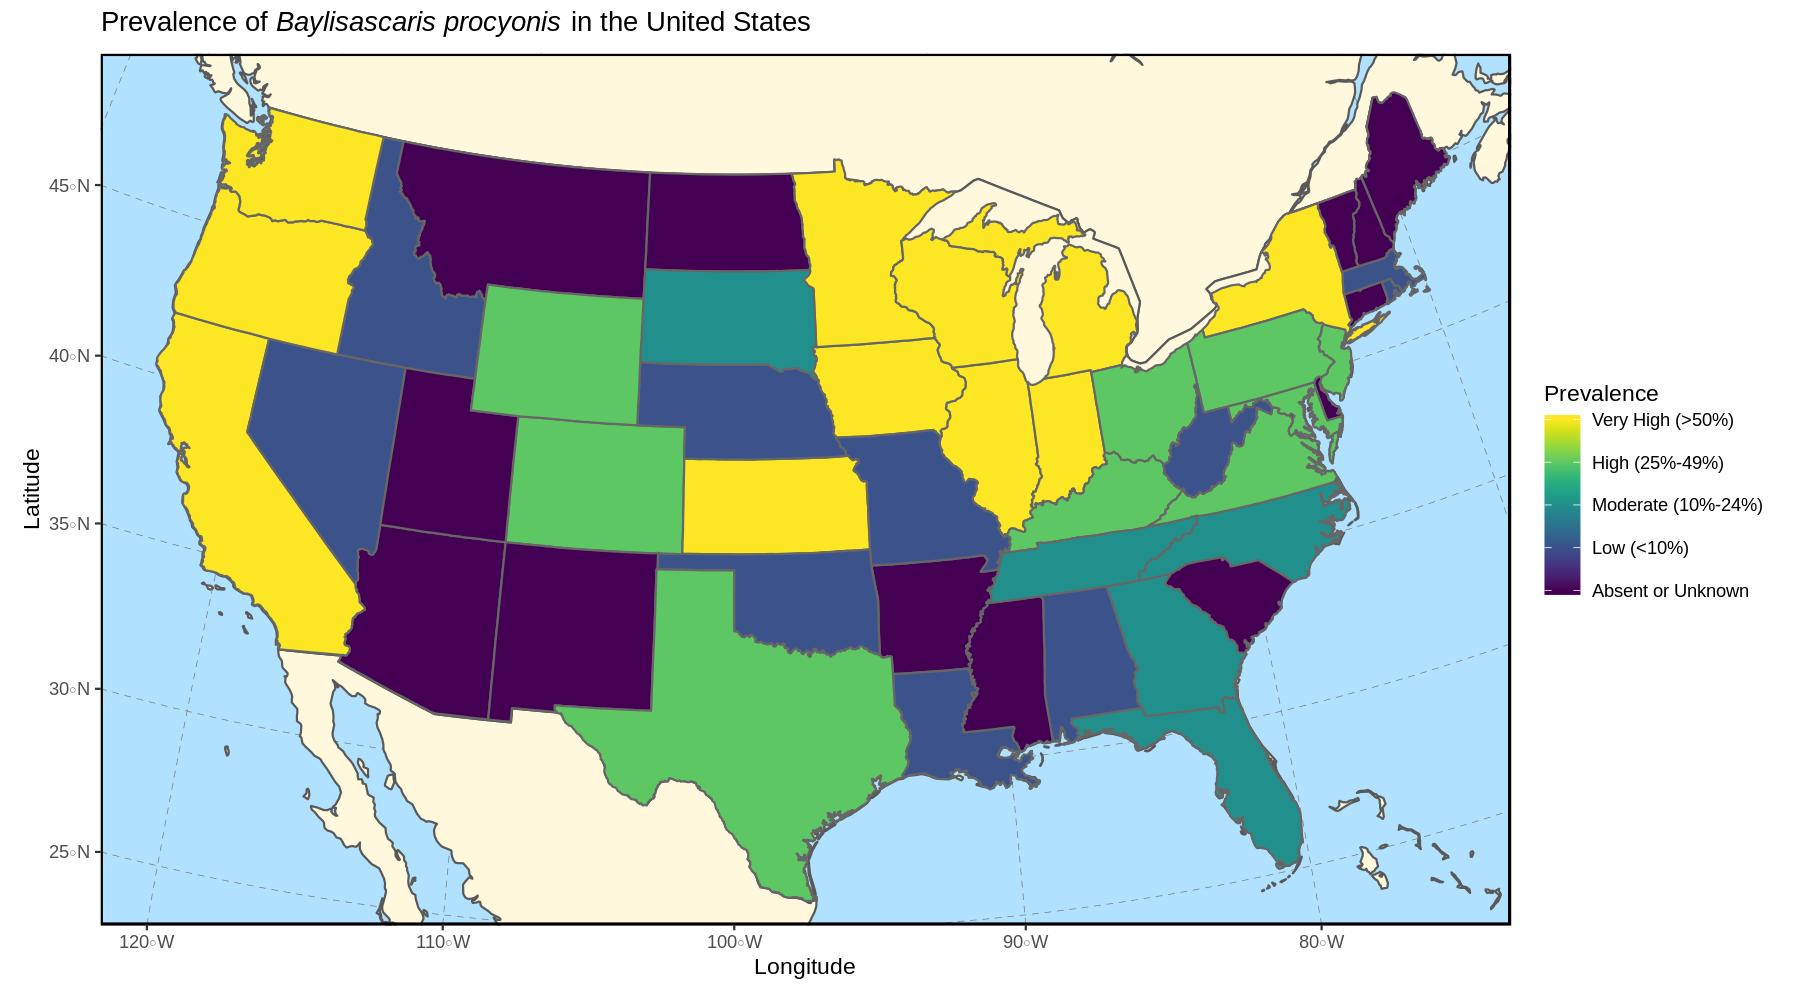 Prevalence of Baylisascaris procyonis in the United States
45○N
40○N
35○N
30○N
25○N
Latitude
120○W
110○W
100○W
90○W
80○W
Longitude
Prevalence
Very High (>50%)
High (25%-49%)
Moderate (10%-24%)
Low (<10%)
Absent or Unknown